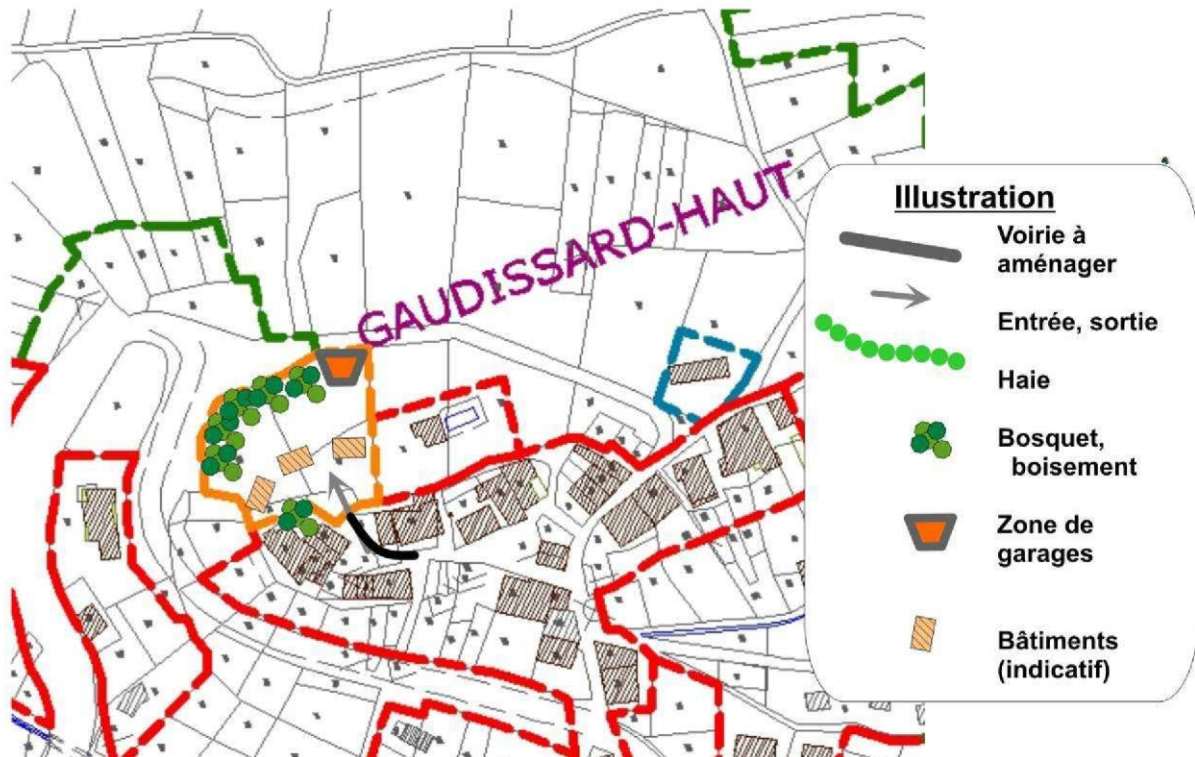 GAUDISSARD-HAUT
Illustration
Voirie à
aménager
Entrée, sortie
Haie
Bosquet,
boisement
Zone de
garages
Bâtiments
(indicatif)